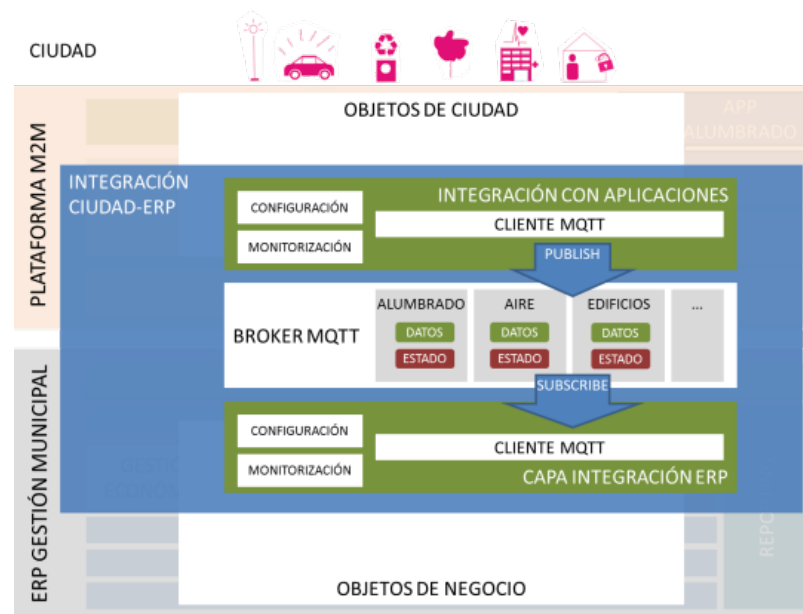 CIUDAD
OBJETOS DE CIUDAD
APP
ALUMBRADO
PLATAFORMA M2M
INTEGRACIÓN
CIUDAD-ERP
INTEGRACIÓN CON APLICACIONES
CONFIGURACIÓN
CLIENTE MQTT
MONITORIZACIÓN
PUBLISH
BROKER MQTT
ALUMBRADO
AIRE
EDIFICIOS
...
DATOS
DATOS
DATOS
ESTADO
ESTADO
ESTADO
SUBSCRIBE
CONFIGURACIÓN
CLIENTE MQTT
MONITORIZACIÓN
CAPA INTEGRACIÓN ERP
ERP GESTIÓN MUNICIPAL
OBJETOS DE NEGOCIO